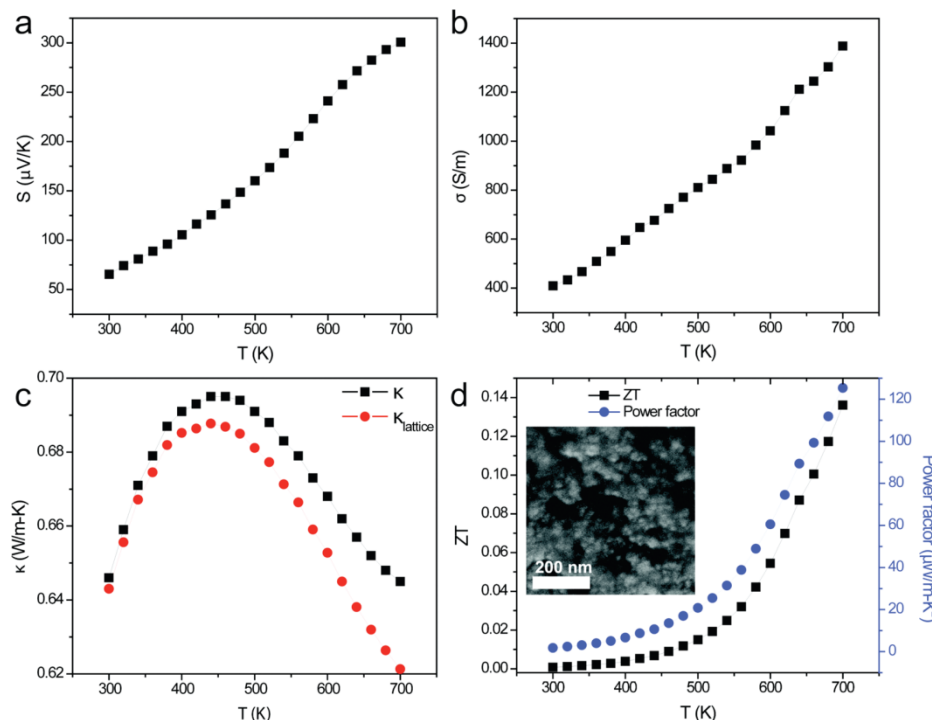 a
300
250
200
150
100
50
S (μV/K)
300 400 500 600 700
T (K)
b
1400
1200
1000
800
600
400
σ (S/m)
300 400 500 600 700
T (K)
c
0.70
0.68
0.66
0.64
0.62
κ (W/m-K)
K
Klattice
300 400 500 600 700
T (K)
d
ZT
Power factor
0.14
0.12
0.10
0.08
0.06
0.04
0.02
0.00
ZT
200 nm
120
100
80
60
40
20
0
Power factor (μW/m-K
300 400 500 600 700
T (K)